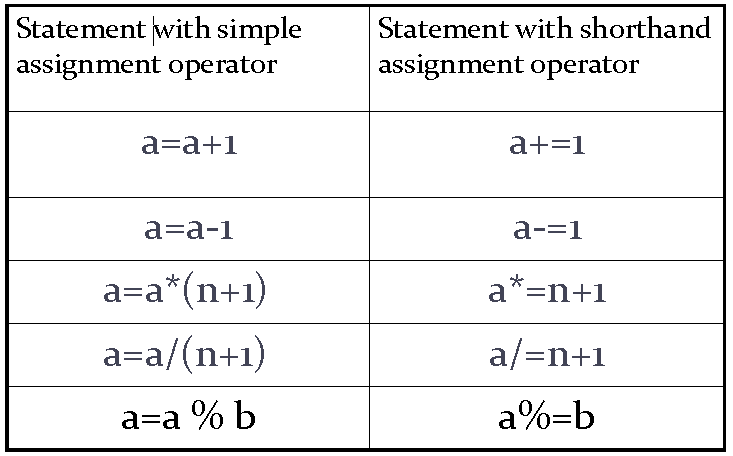 Statement with simple
assignment operator
Statement with shorthand
assignment operator
a=a+1
a+=1
a=a-1
a-=1
a=a*(n+1)
a*=n+1
a=a/(n+1)
a/=n+1
a=a % b
a%=b